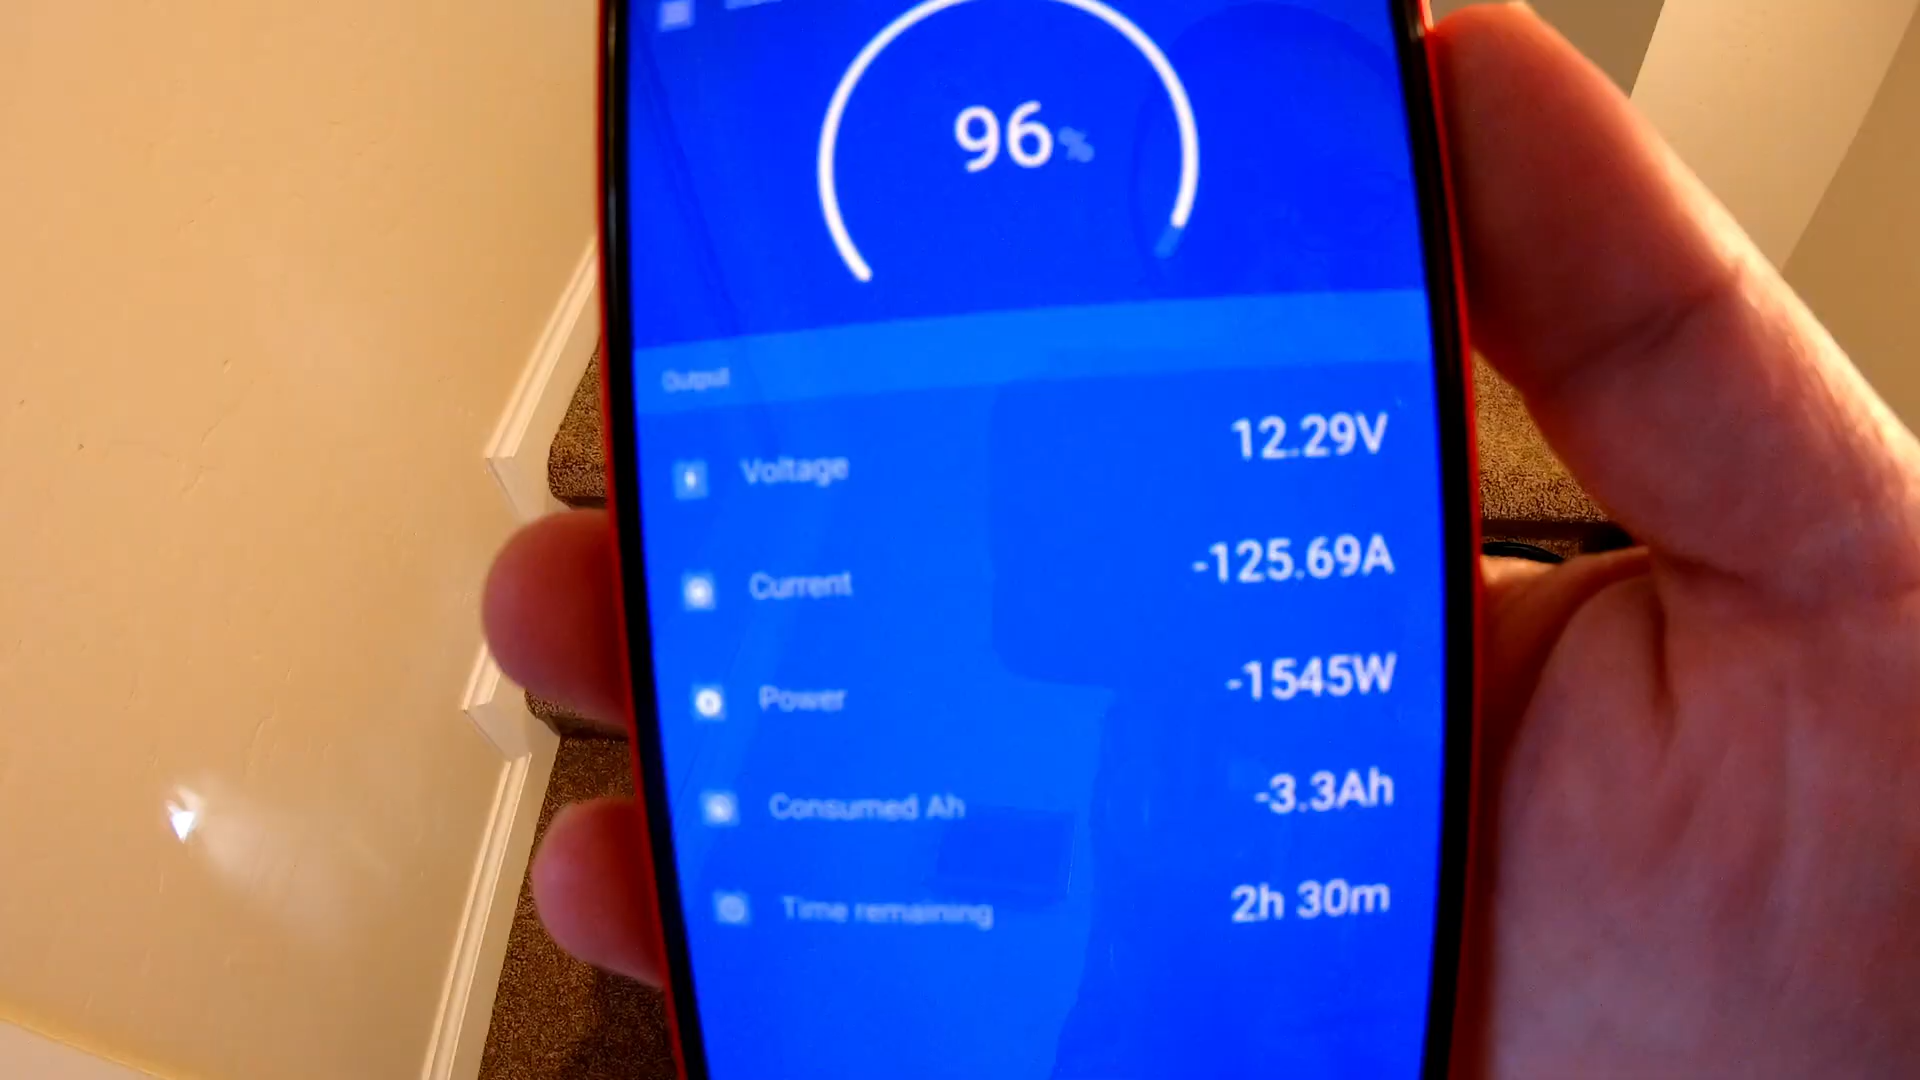 96%
Output
Voltage 12.29V
Current -125.69A
Power -1545W
Consumed Ah -3.3Ah
Time remaining 2h 30m